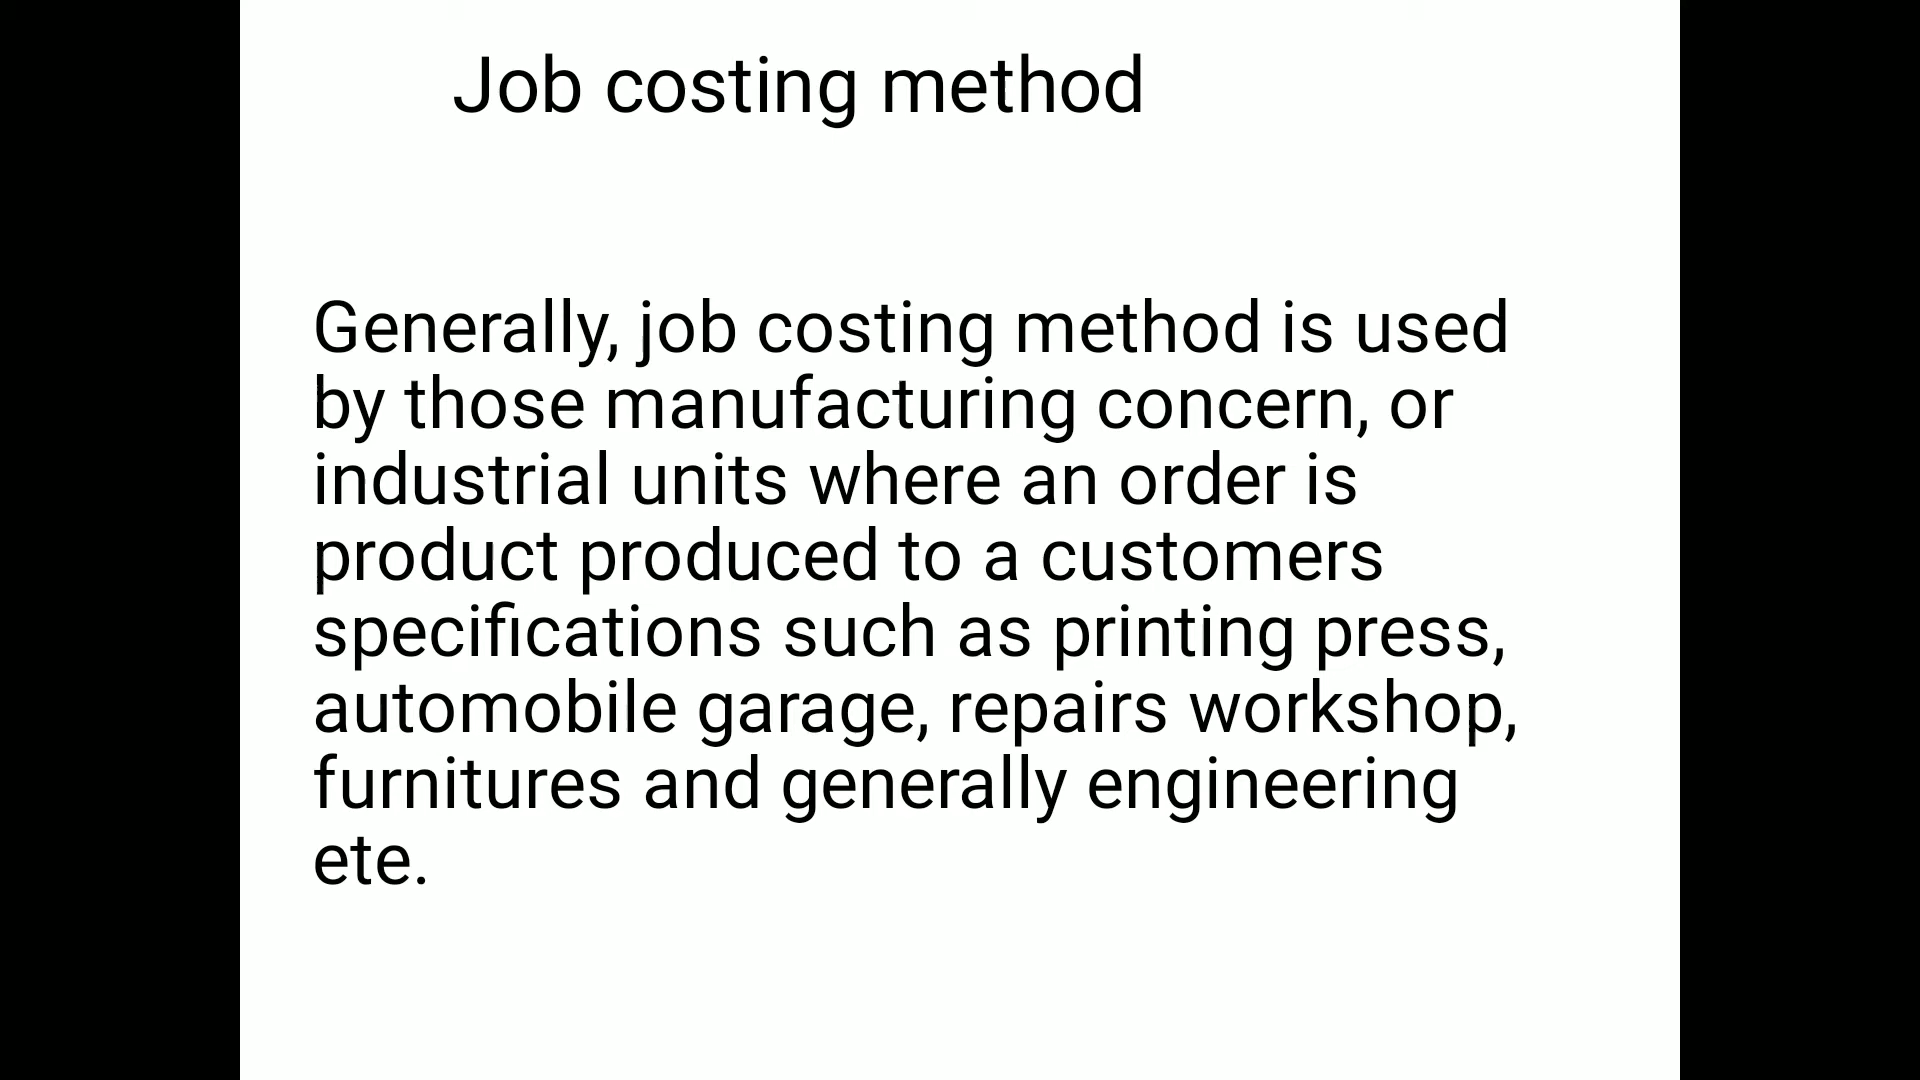 Job costing method
Generally, job costing method is used
by those manufacturing concern, or
industrial units where an order is
product produced to a customers
specifications such as printing press,
automobile garage, repairs workshop,
furnitures and generally engineering
ete.